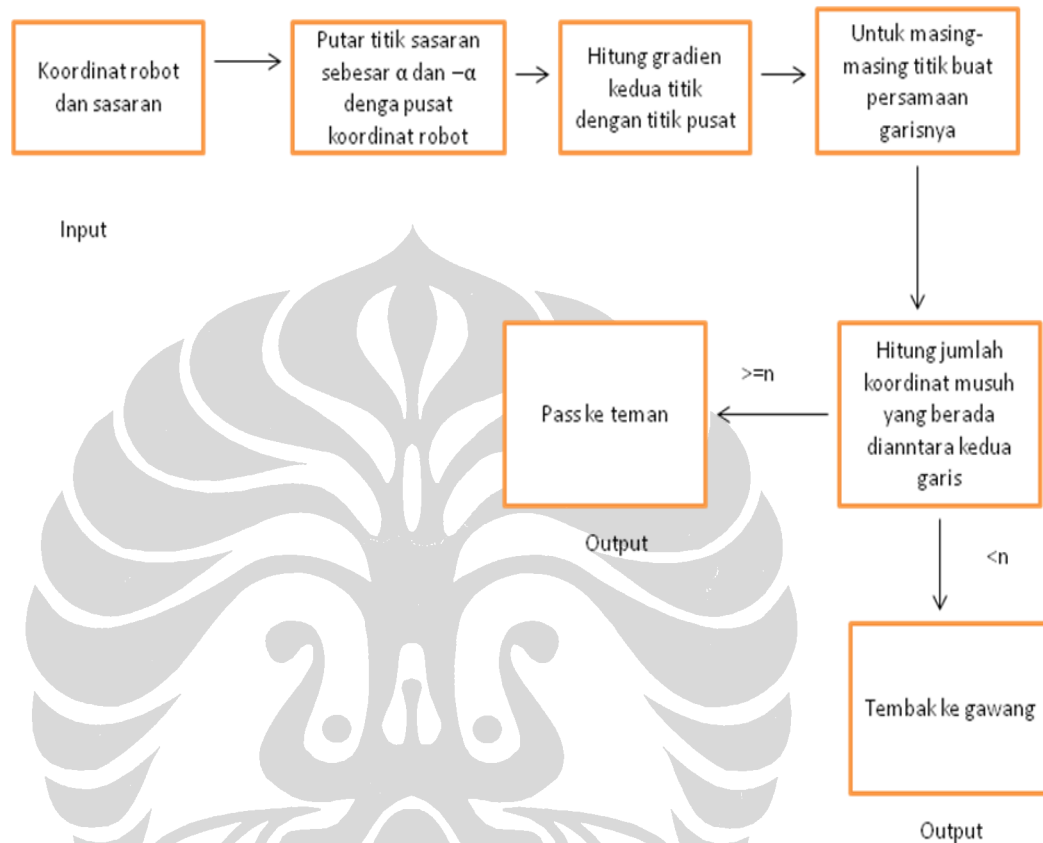 Koordinat robot
dan sasaran
Putar titik sasaran
sebesar α dan −α
denga pusat
koordinat robot
Hitung gradien
kedua titik
dengan titik pusat
Untuk masing-
masing titik buat
persamaan
garisnya
Input
Hitung jumlah
koordinat musuh
yang berada
dianntara kedua
garis
>=n
Pass ke teman
Output
<n
Tembak ke gawang
Output